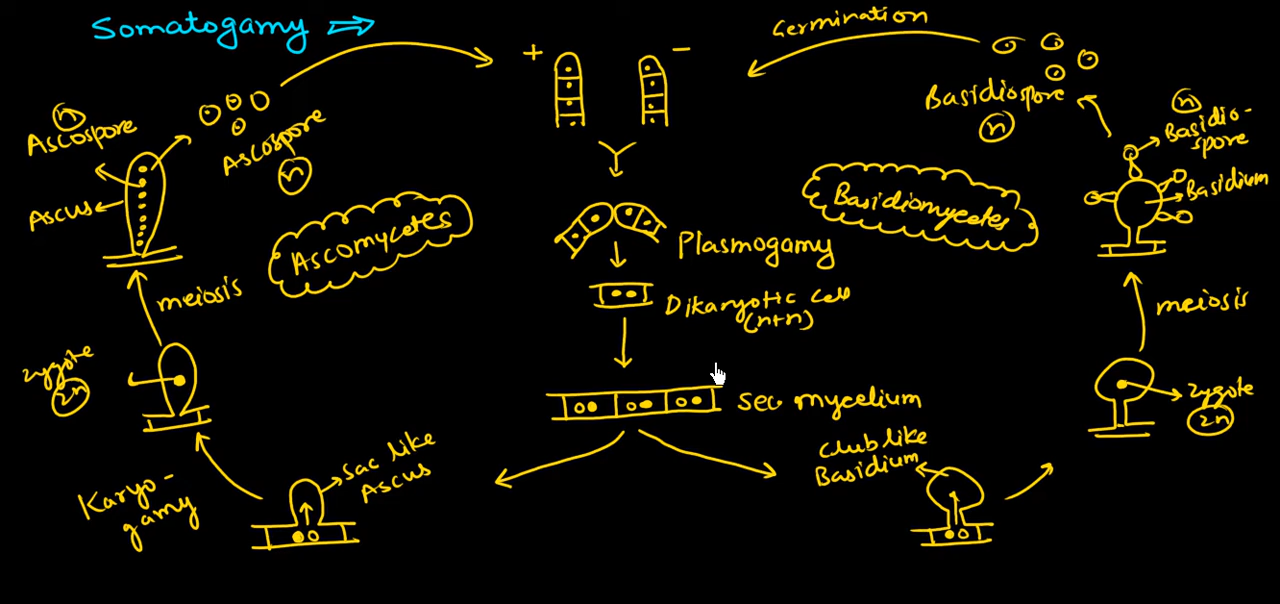 Somatogamy ⇒
+
−
Germination
n
Ascospore
Ascus
Ascospore
n
Basidiospore
n
n
Basidio-
spore
Basidium
Ascomycetes
Basidiomycetes
Plasmogamy
Dikaryotic cell
(n+n)
meiosis
meiosis
zygote
2n
zygote
2n
Sec mycelium
Sac like
Ascus
Club like
Basidium
Karyo-
gamy